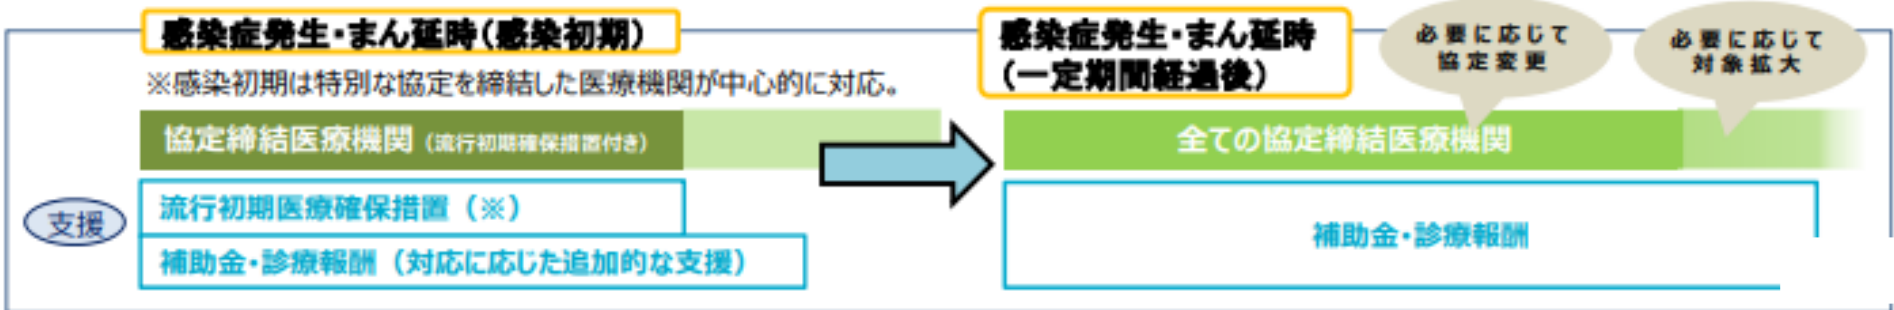 感染症発生・まん延時(感染初期)
※感染初期は特別な協定を締結した医療機関が中心的に対応。
協定締結医療機関(流行初期確保措置付き)
支援
流行初期医療確保措置(※)
補助金・診療報酬(対応に応じた追加的な支援)
感染症発生・まん延時
(一定期間経過後)
必要に応じて
協定変更
必要に応じて
対象拡大
全ての協定締結医療機関
補助金・診療報酬